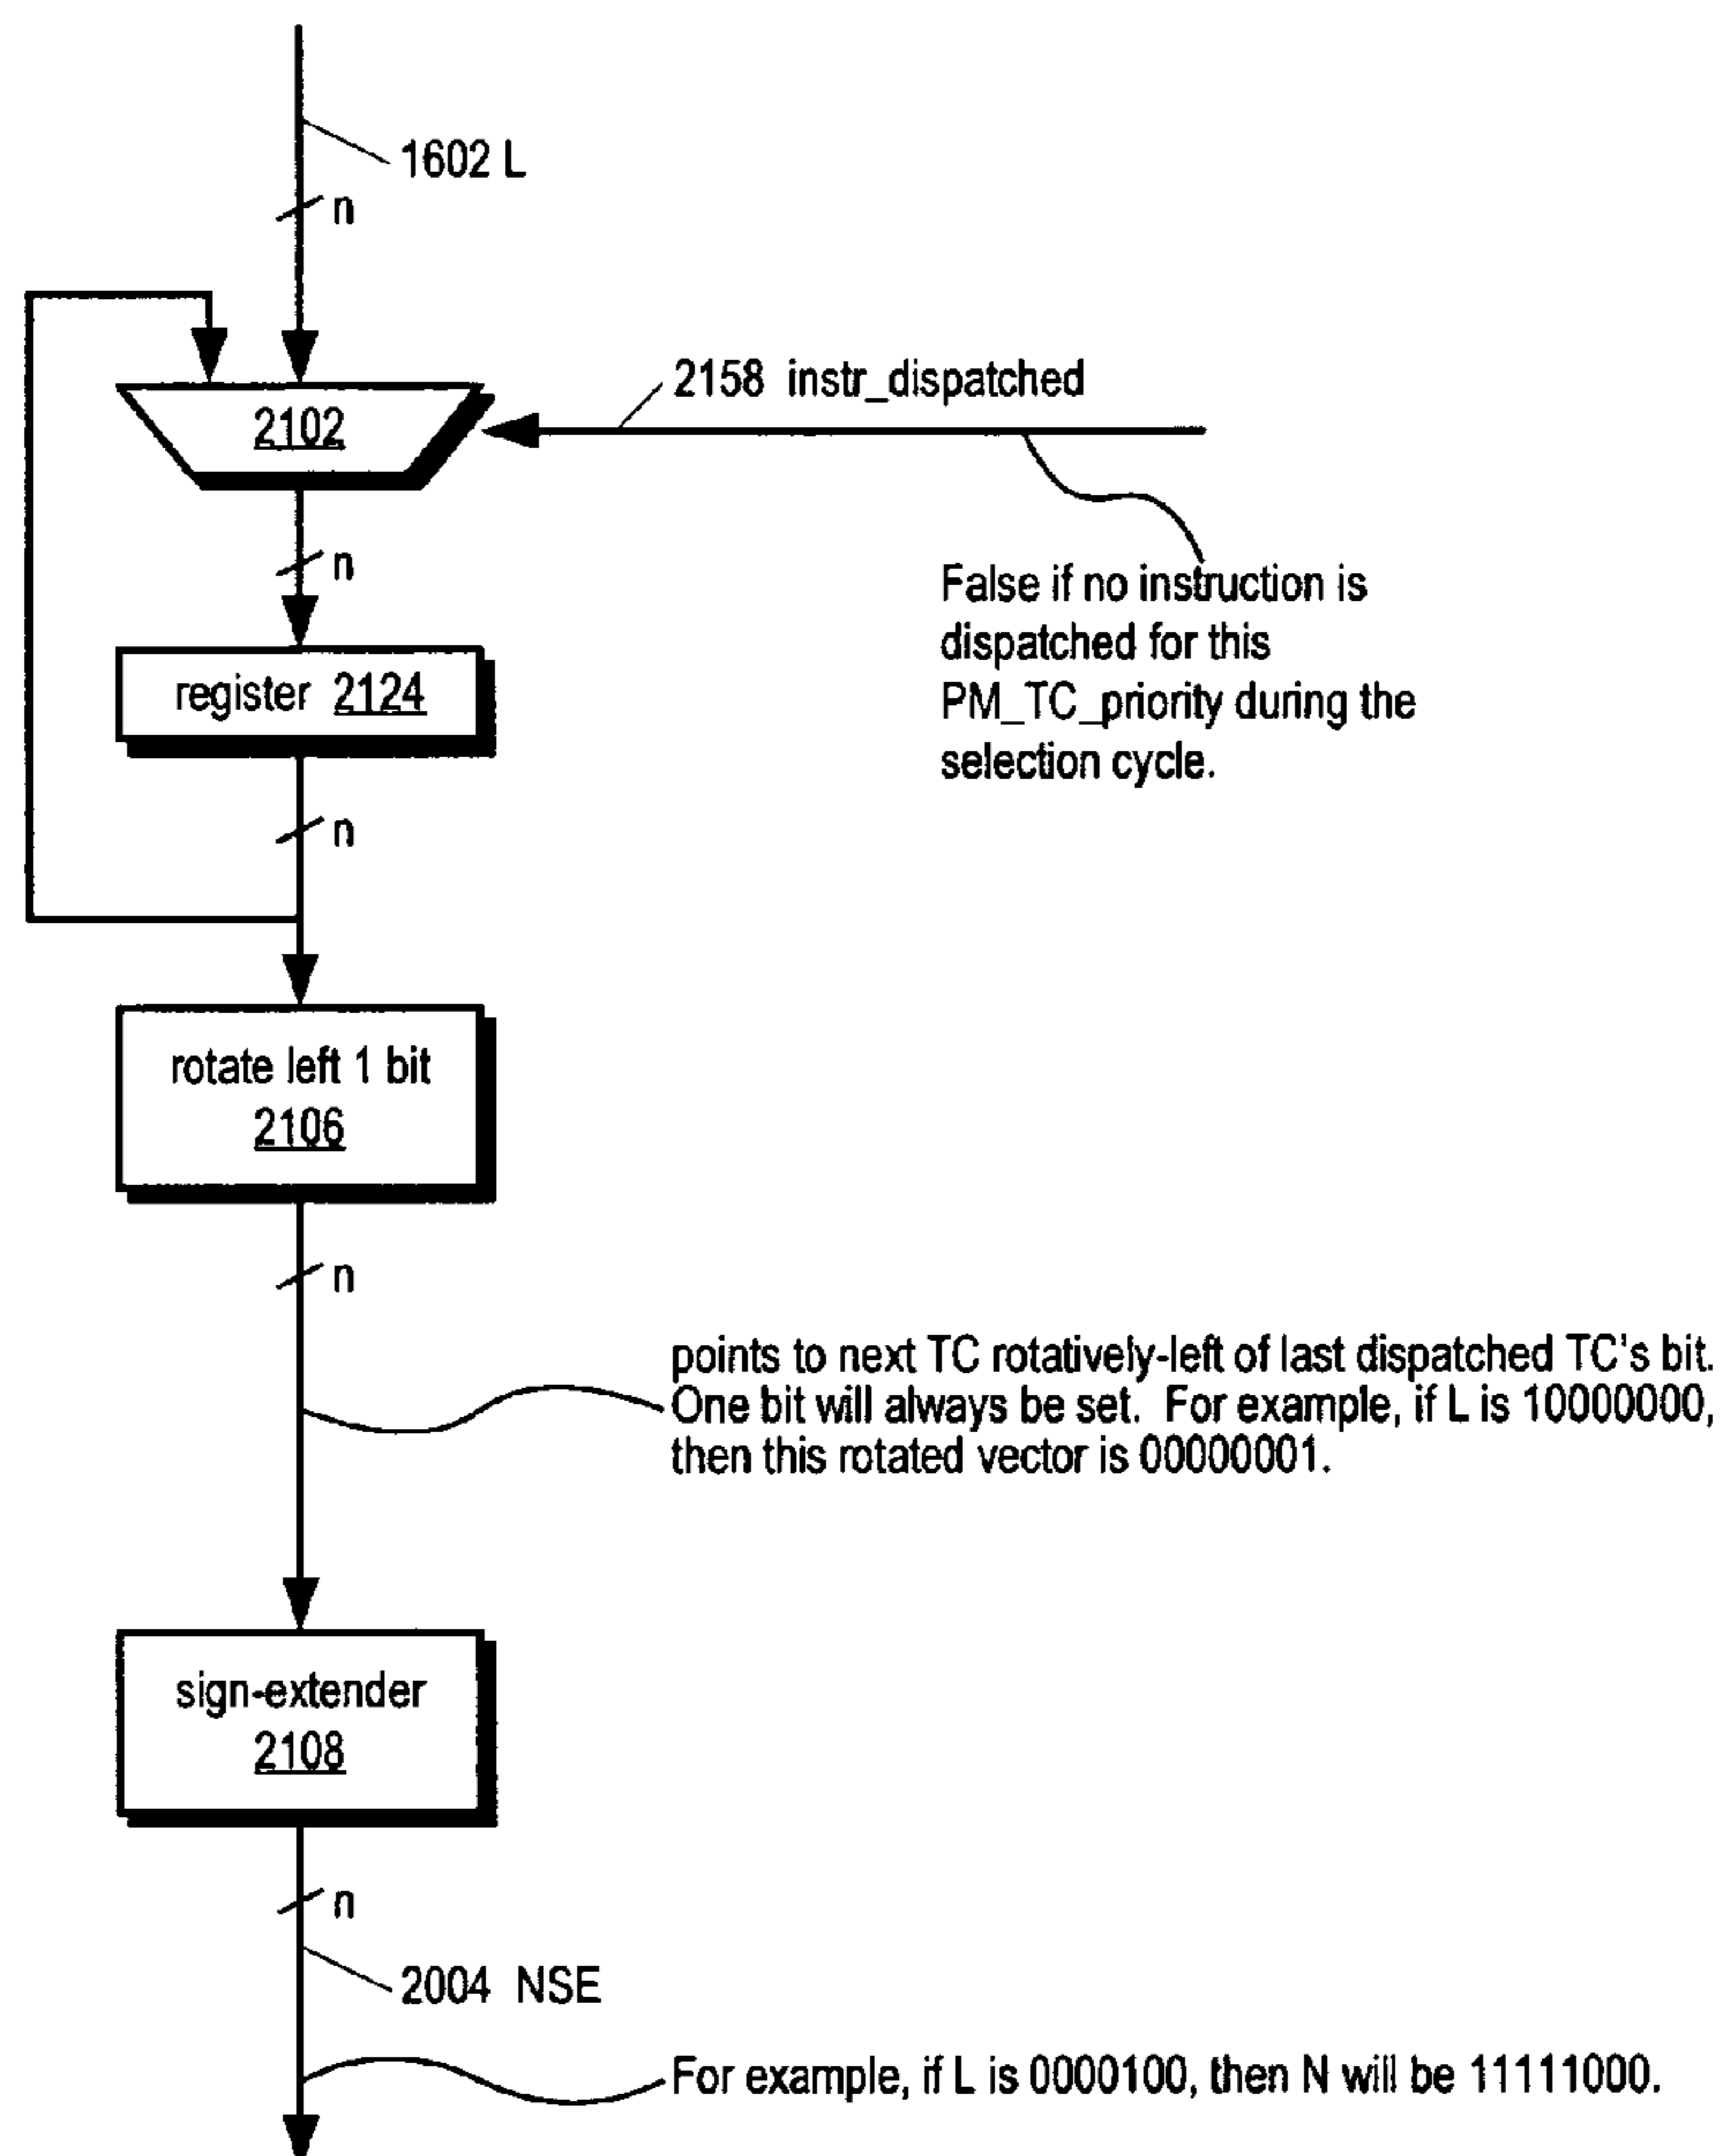 1602 L
n
2158 instr_dispatched
2102
n
False if no instruction is
dispatched for this
PM_TC_priority during the
selection cycle.
register 2124
n
rotate left 1 bit
2106
n
points to next TC rotatively-left of last dispatched TC's bit.
One bit will always be set. For example, if L is 10000000,
then this rotated vector is 00000001.
sign-extender
2108
n
2004 NSE
For example, if L is 0000100, then N will be 11111000.